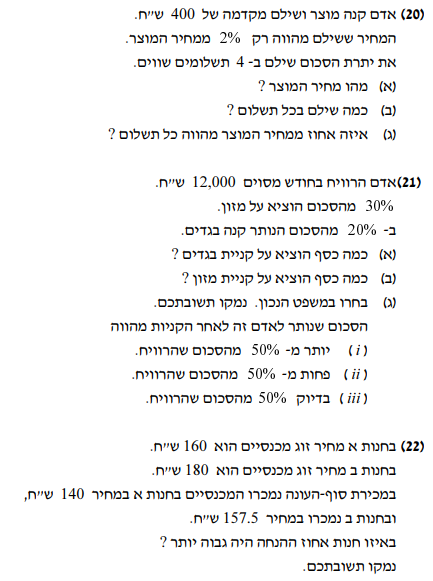 (20) אדם קנה מוצר ושילם מקדמה של 400 ש״ח.
המחיר ששילם מהווה רק 2% ממחיר המוצר.
את יתרת הסכום שילם ב- 4 תשלומים שווים.
(א) מהו מחיר המוצר ?
(ב) כמה שילם בכל תשלום ?
(ג) איזה אחוז ממחיר המוצר מהווה כל תשלום ?
(21) אדם הרוויח בחודש מסוים 12,000 ש״ח.
30% מהסכום הוציא על מזון.
ב- 20% מהסכום הנותר קנה בגדים.
(א) כמה כסף הוציא על קניית בגדים ?
(ב) כמה כסף הוציא על קניית מזון ?
(ג) בחרו במשפט הנכון. נמקו תשובתכם.
הסכום שנותר לאדם זה לאחר הקניות מהווה
(i) יותר מ- 50% מהסכום שהרוויח.
(ii) פחות מ- 50% מהסכום שהרוויח.
(iii) בדיוק 50% מהסכום שהרוויח.
(22) בחנות א מחיר זוג מכנסיים הוא 160 ש״ח.
בחנות ב מחיר זוג מכנסיים הוא 180 ש״ח.
במכירת סוף-העונה נמכרו המכנסיים בחנות א במחיר 140 ש״ח,
ובחנות ב נמכרו במחיר 157.5 ש״ח.
באיזו חנות אחוז ההנחה היה גבוה יותר ?
נמקו תשובתכם.